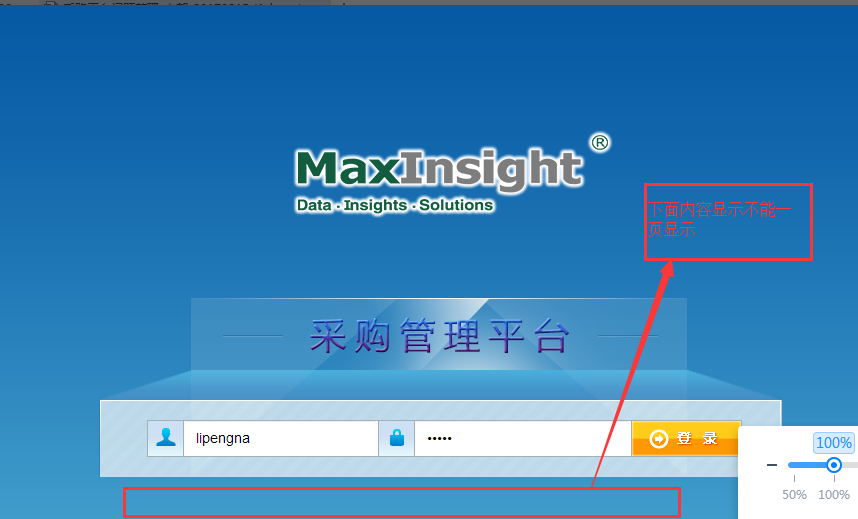 MaxInsight®
Data · Insights · Solutions
下面内容显示不能一
页显示.
采购管理平台
lipengna
•••••
登 录
100%
50%
100%